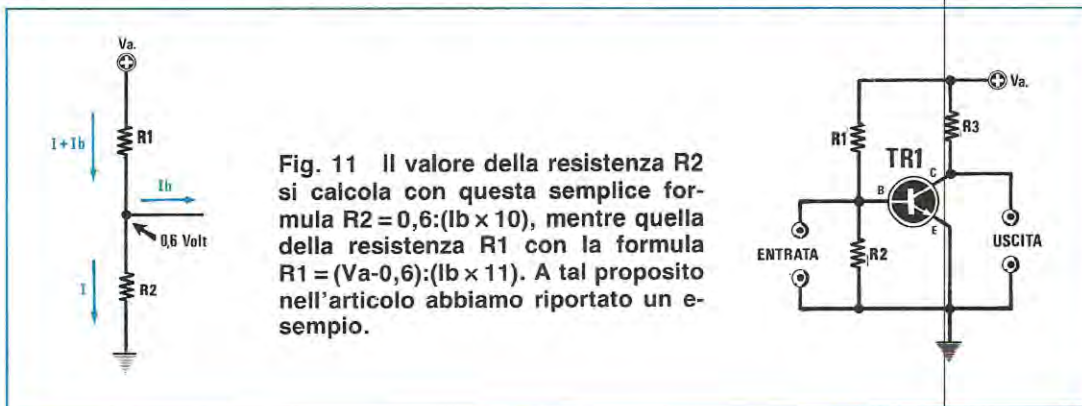 Va.
I+Ib
R1
Ib
0,6 Volt
I
R2
Fig. 11 Il valore della resistenza R2
si calcola con questa semplice for-
mula R2=0,6:(Ib x 10), mentre quella
della resistenza R1 con la formula
R1=(Va-0,6):(Ib x 11). A tal proposito
nell'articolo abbiamo riportato un e-
sempio.
Va.
R1
R3
TR1
C
B
E
ENTRATA
R2
USCITA